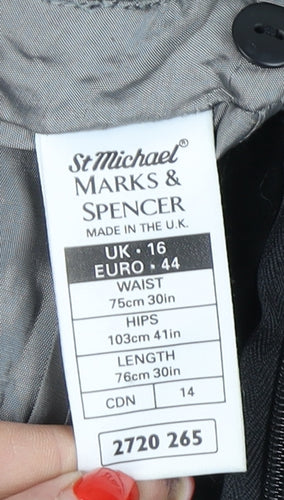 St Michael®
MARKS &
SPENCER
MADE IN THE U.K.
UK • 16
EURO • 44
WAIST
75cm 30in
HIPS
103cm 41in
LENGTH
76cm 30in
CDN 14
2720 265